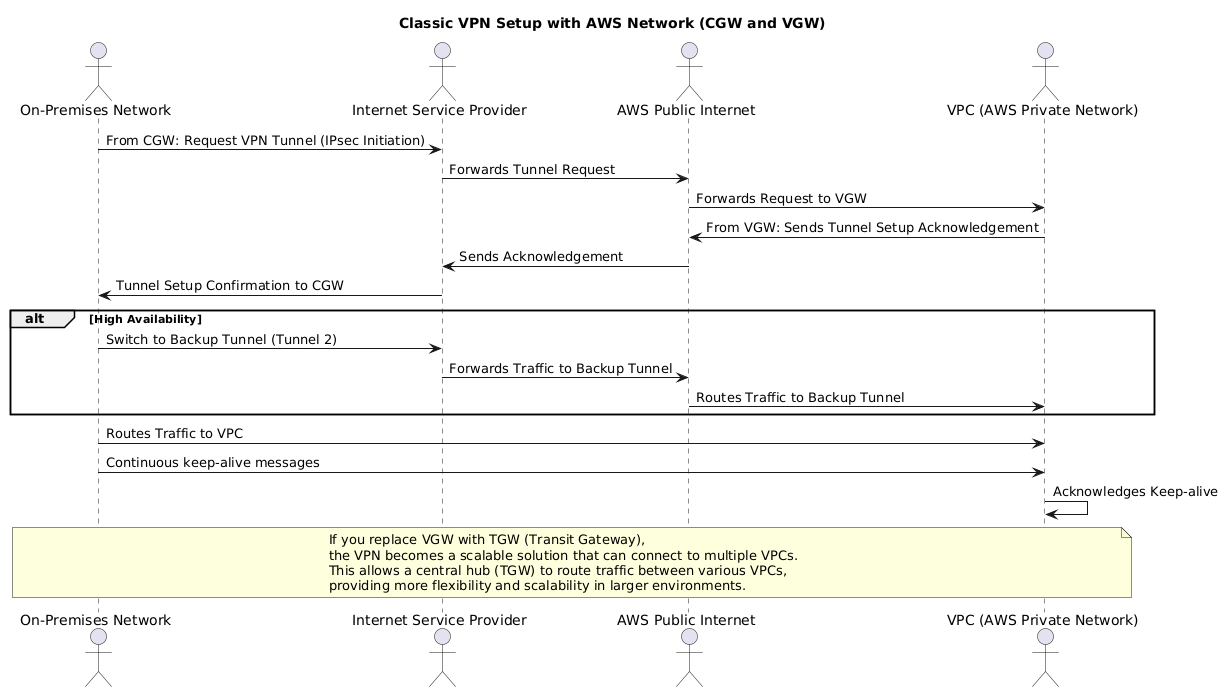 Classic VPN Setup with AWS Network (CGW and VGW)
On-Premises Network
Internet Service Provider
AWS Public Internet
VPC (AWS Private Network)
From CGW: Request VPN Tunnel (IPsec Initiation)
Forwards Tunnel Request
Forwards Request to VGW
From VGW: Sends Tunnel Setup Acknowledgement
Sends Acknowledgement
Tunnel Setup Confirmation to CGW
alt [High Availability]
Switch to Backup Tunnel (Tunnel 2)
Forwards Traffic to Backup Tunnel
Routes Traffic to Backup Tunnel
Routes Traffic to VPC
Continuous keep-alive messages
Acknowledges Keep-alive
If you replace VGW with TGW (Transit Gateway),
the VPN becomes a scalable solution that can connect to multiple VPCs.
This allows a central hub (TGW) to route traffic between various VPCs,
providing more flexibility and scalability in larger environments.
On-Premises Network
Internet Service Provider
AWS Public Internet
VPC (AWS Private Network)